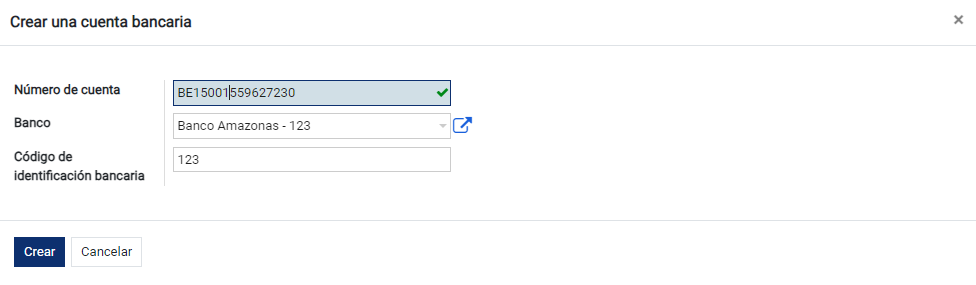 Crear una cuenta bancaria
×
Número de cuenta
BE15001559627230
Banco
Banco Amazonas - 123
Código de
identificación bancaria
123
Crear
Cancelar